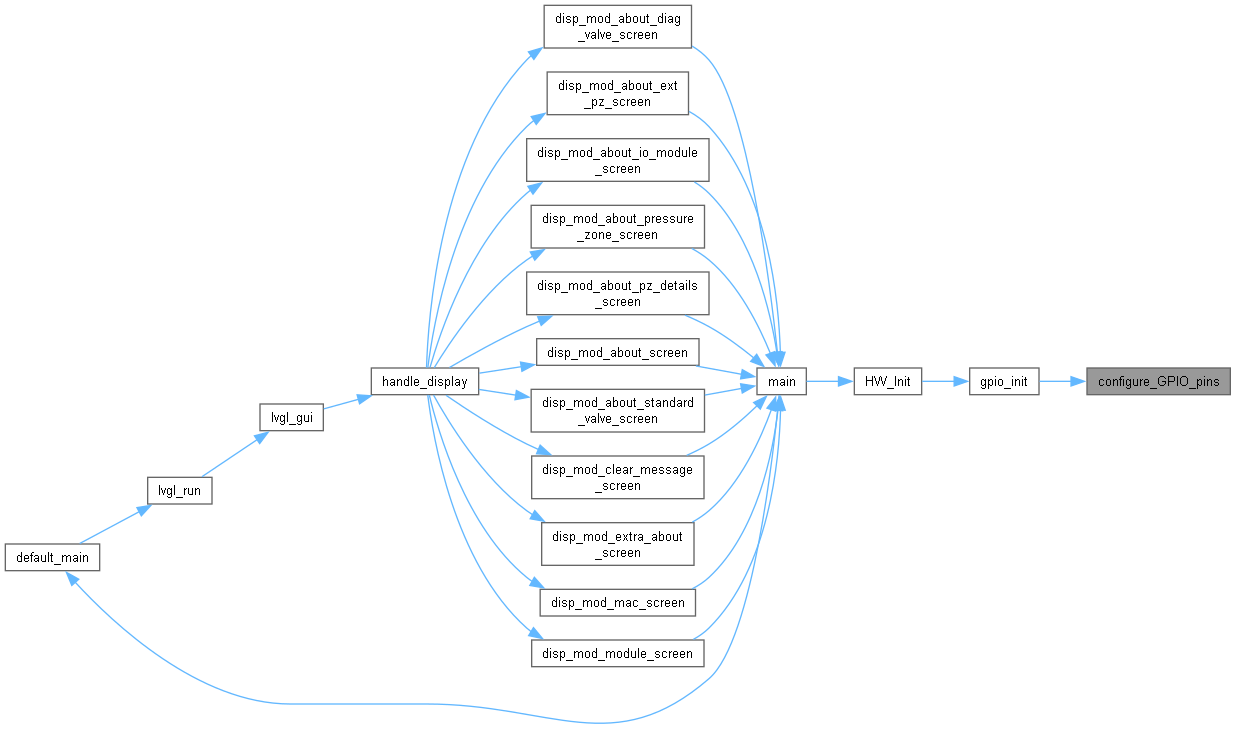 disp_mod_about_diag
_valve_screen
disp_mod_about_ext
_pz_screen
disp_mod_about_io_module
_screen
disp_mod_about_pressure
_zone_screen
disp_mod_about_pz_details
_screen
disp_mod_about_screen
handle_display
main
HW_Init
gpio_init
configure_GPIO_pins
disp_mod_about_standard
_valve_screen
lvgl_gui
disp_mod_clear_message
_screen
lvgl_run
disp_mod_extra_about
_screen
default_main
disp_mod_mac_screen
disp_mod_module_screen